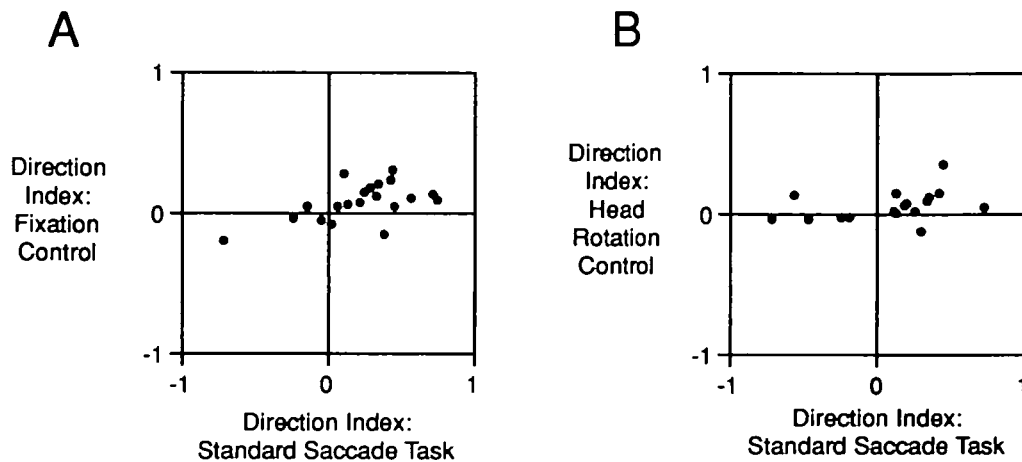 A
1
Direction
Index:
Fixation
Control
0
-1
-1
0
1
Direction Index:
Standard Saccade Task
B
1
Direction
Index:
Head
Rotation
Control
0
-1
-1
0
1
Direction Index:
Standard Saccade Task